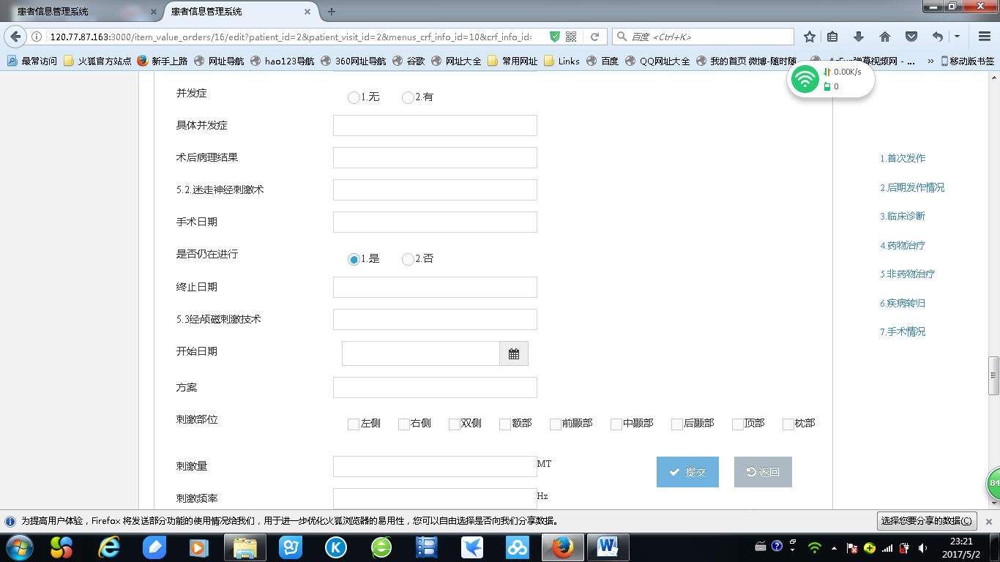 患者信息管理系统
患者信息管理系统
120.77.87.163:3000/item_value_orders/16/edit?patient_id=2&patient_visit_id=2&menus_crf_info_id=10&crf_info_id=
百度 <Ctrl+K>
最常访问 火狐官方站点 新手上路 网址导航 hao123导航 360网址导航 谷歌 网址大全 常用网址 Links 百度 QQ网址大全 我的首页 微博-随时随 移动版书签
0.00K/s
0
并发症 1.无 2.有
具体并发症
术后病理结果
5.2.迷走神经刺激术
手术日期
是否仍在进行 1.是 2.否
终止日期
5.3经颅磁刺激技术
开始日期
方案
刺激部位 左侧 右侧 双侧 额部 前颞部 中颞部 后颞部 顶部 枕部
刺激量 MT
提交 返回
刺激频率 Hz
1.首次发作
2.后期发作情况
3.临床诊断
4.药物治疗
5.非药物治疗
6.疾病转归
7.手术情况
84
为提高用户体验，Firefox 将发送部分功能的使用情况给我们，用于进一步优化火狐浏览器的易用性，您可以自由选择是否向我们分享数据。
选择您要分享的数据(C)
23:21
2017/5/2